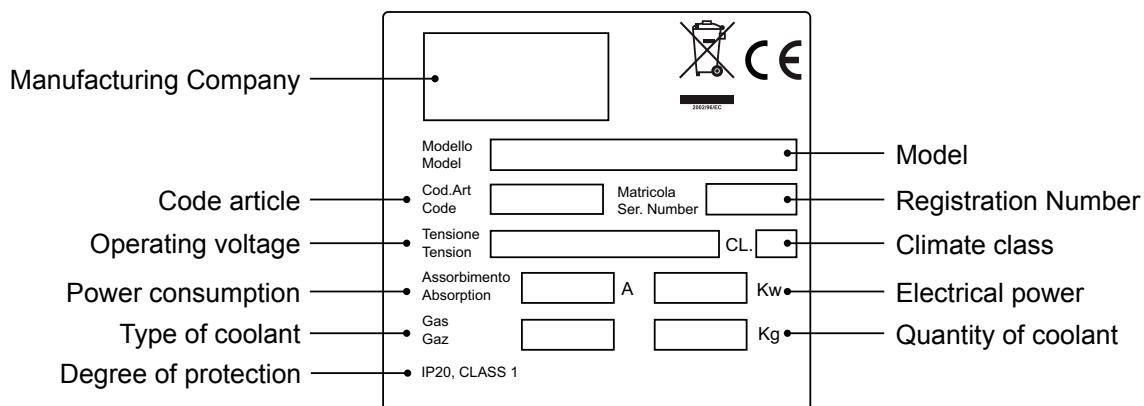 Manufacturing Company
CE
2002/96/EC
Modello
Model
Model
Code article
Cod.Art
Code
Matricola
Ser. Number
Registration Number
Operating voltage
Tensione
Tension
CL.
Climate class
Power consumption
Assorbimento
Absorption
A
Kw
Electrical power
Type of coolant
Gas
Gaz
Kg
Quantity of coolant
Degree of protection
IP20, CLASS 1